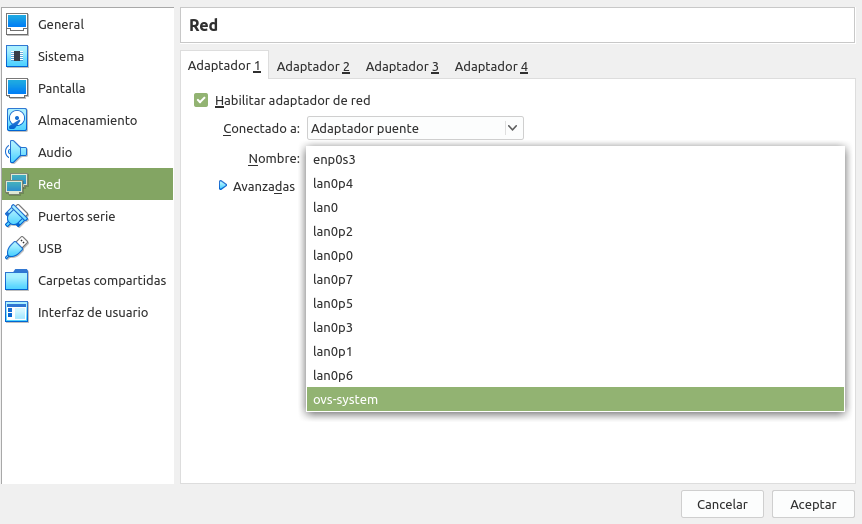 General
Sistema
Pantalla
Almacenamiento
Audio
Red
Puertos serie
USB
Carpetas compartidas
Interfaz de usuario
Red
Adaptador 1
Adaptador 2
Adaptador 3
Adaptador 4
Habilitar adaptador de red
Conectado a: Adaptador puente
Nombre:
Avanzadas
enp0s3
lan0p4
lan0
lan0p2
lan0p0
lan0p7
lan0p5
lan0p3
lan0p1
lan0p6
ovs-system
Cancelar
Aceptar